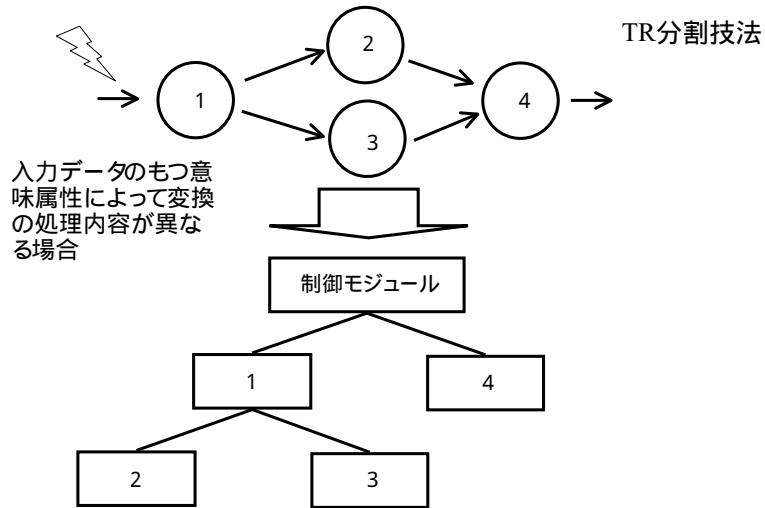 TR分割技法
1
2
3
4
入力データのもつ意
味属性によって変換
の処理内容が異な
る場合
制御モジュール
1
4
2
3